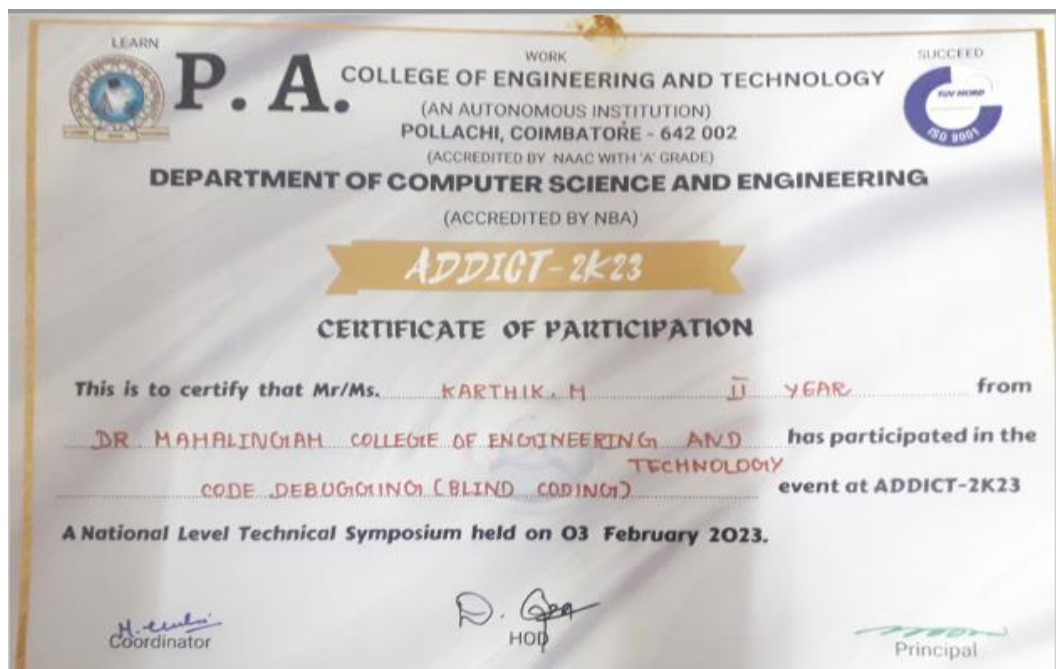 LEARN
WORK
SUCCEED
P. A. COLLEGE OF ENGINEERING AND TECHNOLOGY
(AN AUTONOMOUS INSTITUTION)
POLLACHI, COIMBATORE - 642 002
(ACCREDITED BY NAAC WITH 'A' GRADE)
TUV NORD
ISO 9001
DEPARTMENT OF COMPUTER SCIENCE AND ENGINEERING
(ACCREDITED BY NBA)
ADDICT-2K23
CERTIFICATE OF PARTICIPATION
This is to certify that Mr/Ms. KARTHIK. M II YEAR from
DR MAHALINGAM COLLEGE OF ENGINEERING AND has participated in the
TECHNOLOGY
CODE DEBUGGING (BLIND CODING) event at ADDICT-2K23
A National Level Technical Symposium held on 03 February 2023.
Coordinator
HOD
Principal